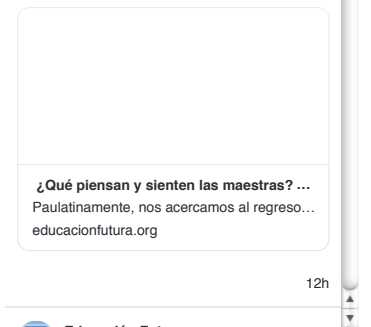 ¿Qué piensan y sienten las maestras? …
Paulatinamente, nos acercamos al regreso…
educacionfutura.org
12h